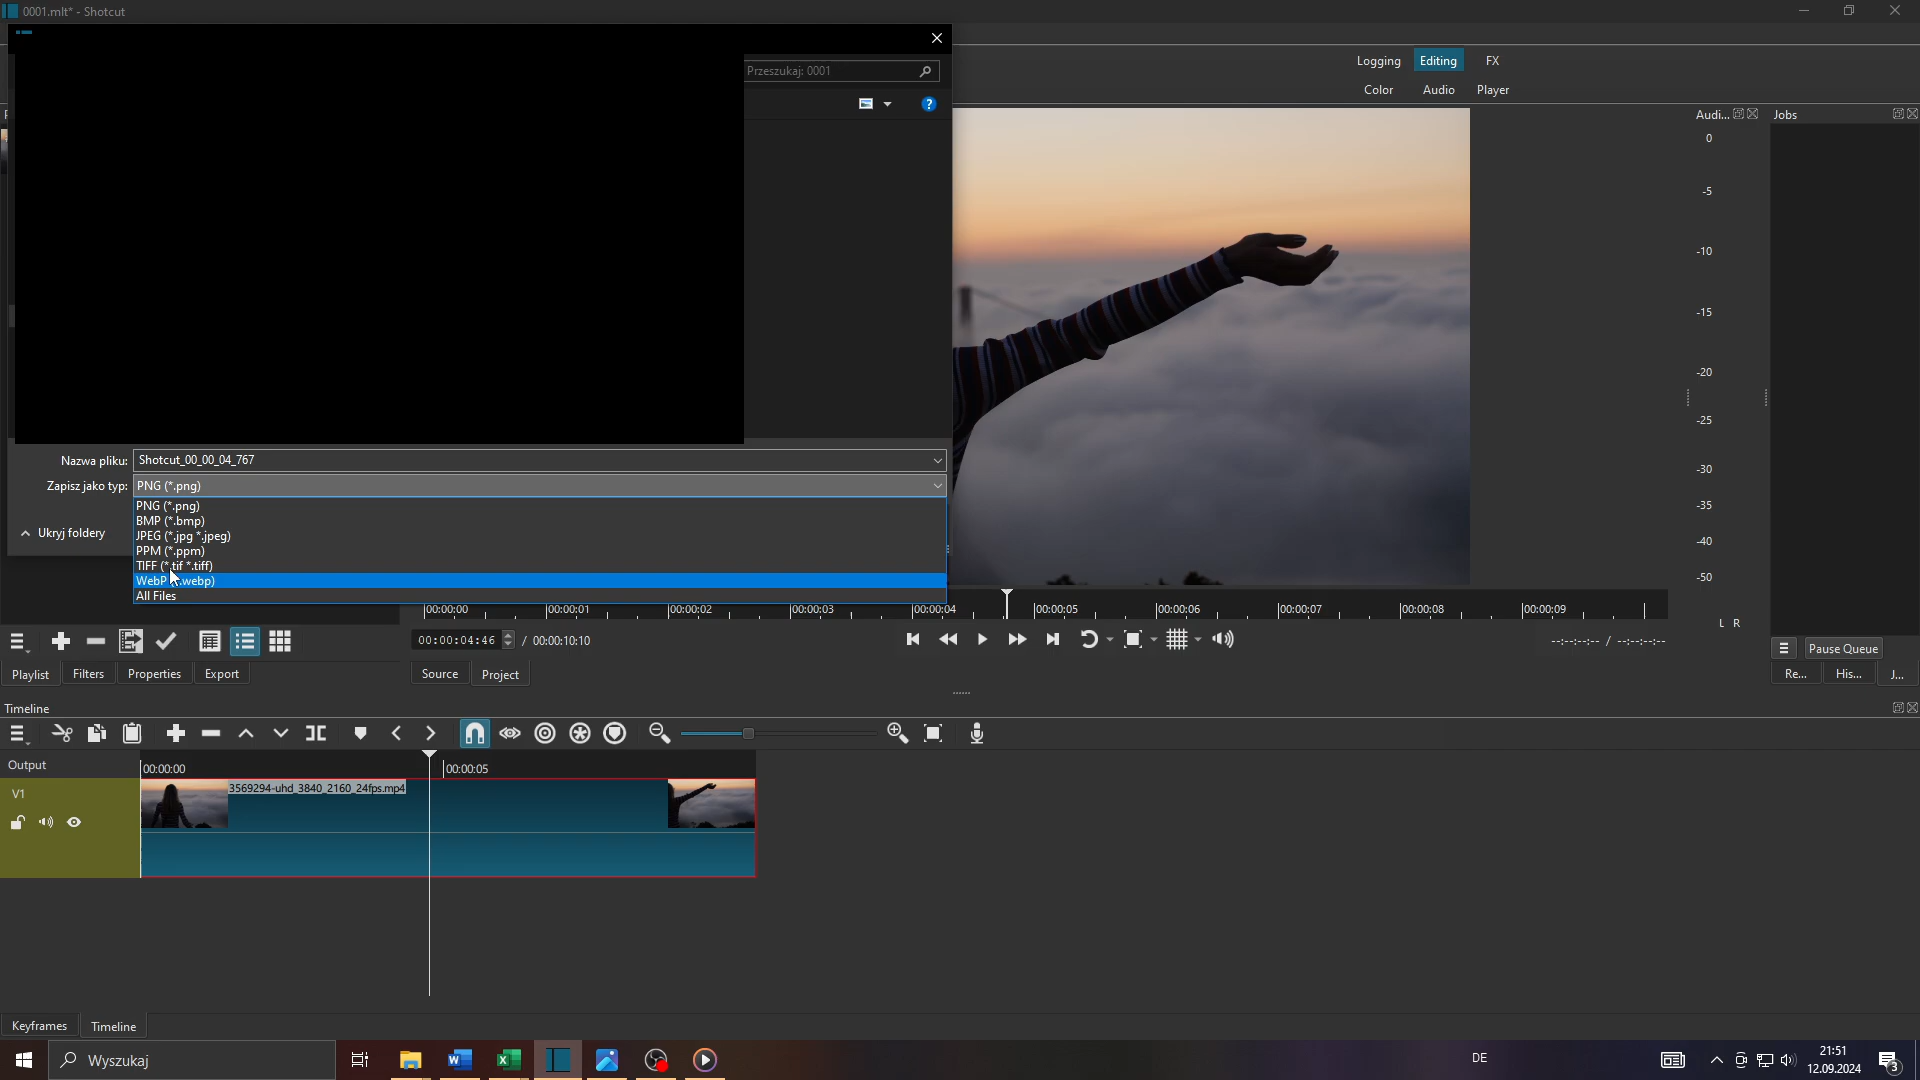 0001.mlt* - Shotcut
Przeszukaj: 0001
Logging Editing FX
Color Audio Player
Audi... Jobs
0
-5
-10
-15
-20
-25
-30
-35
-40
-50
L R
Nazwa pliku: Shotcut_00_00_04_767
Zapisz jako typ: PNG (*.png)
PNG (*.png)
BMP (*.bmp)
Ukryj foldery
JPEG (*.jpg *.jpeg)
PPM (*.ppm)
TIFF (*.tif *.tiff)
WebP (*.webp)
All Files
00:00:00 00:00:01 00:00:02 00:00:03 00:00:04 00:00:05 00:00:06 00:00:07 00:00:08 00:00:09
00:00:04:46 / 00:00:10:10
--:--:--:-- / --:--:--:--
Pause Queue
Playlist Filters Properties Export
Source Project
Re... His... J...
Timeline
Output
00:00:00 00:00:05
V1
3569294-uhd_3840_2160_24fps.mp4
Keyframes Timeline
Wyszukaj
DE
21:51
12.09.2024
3